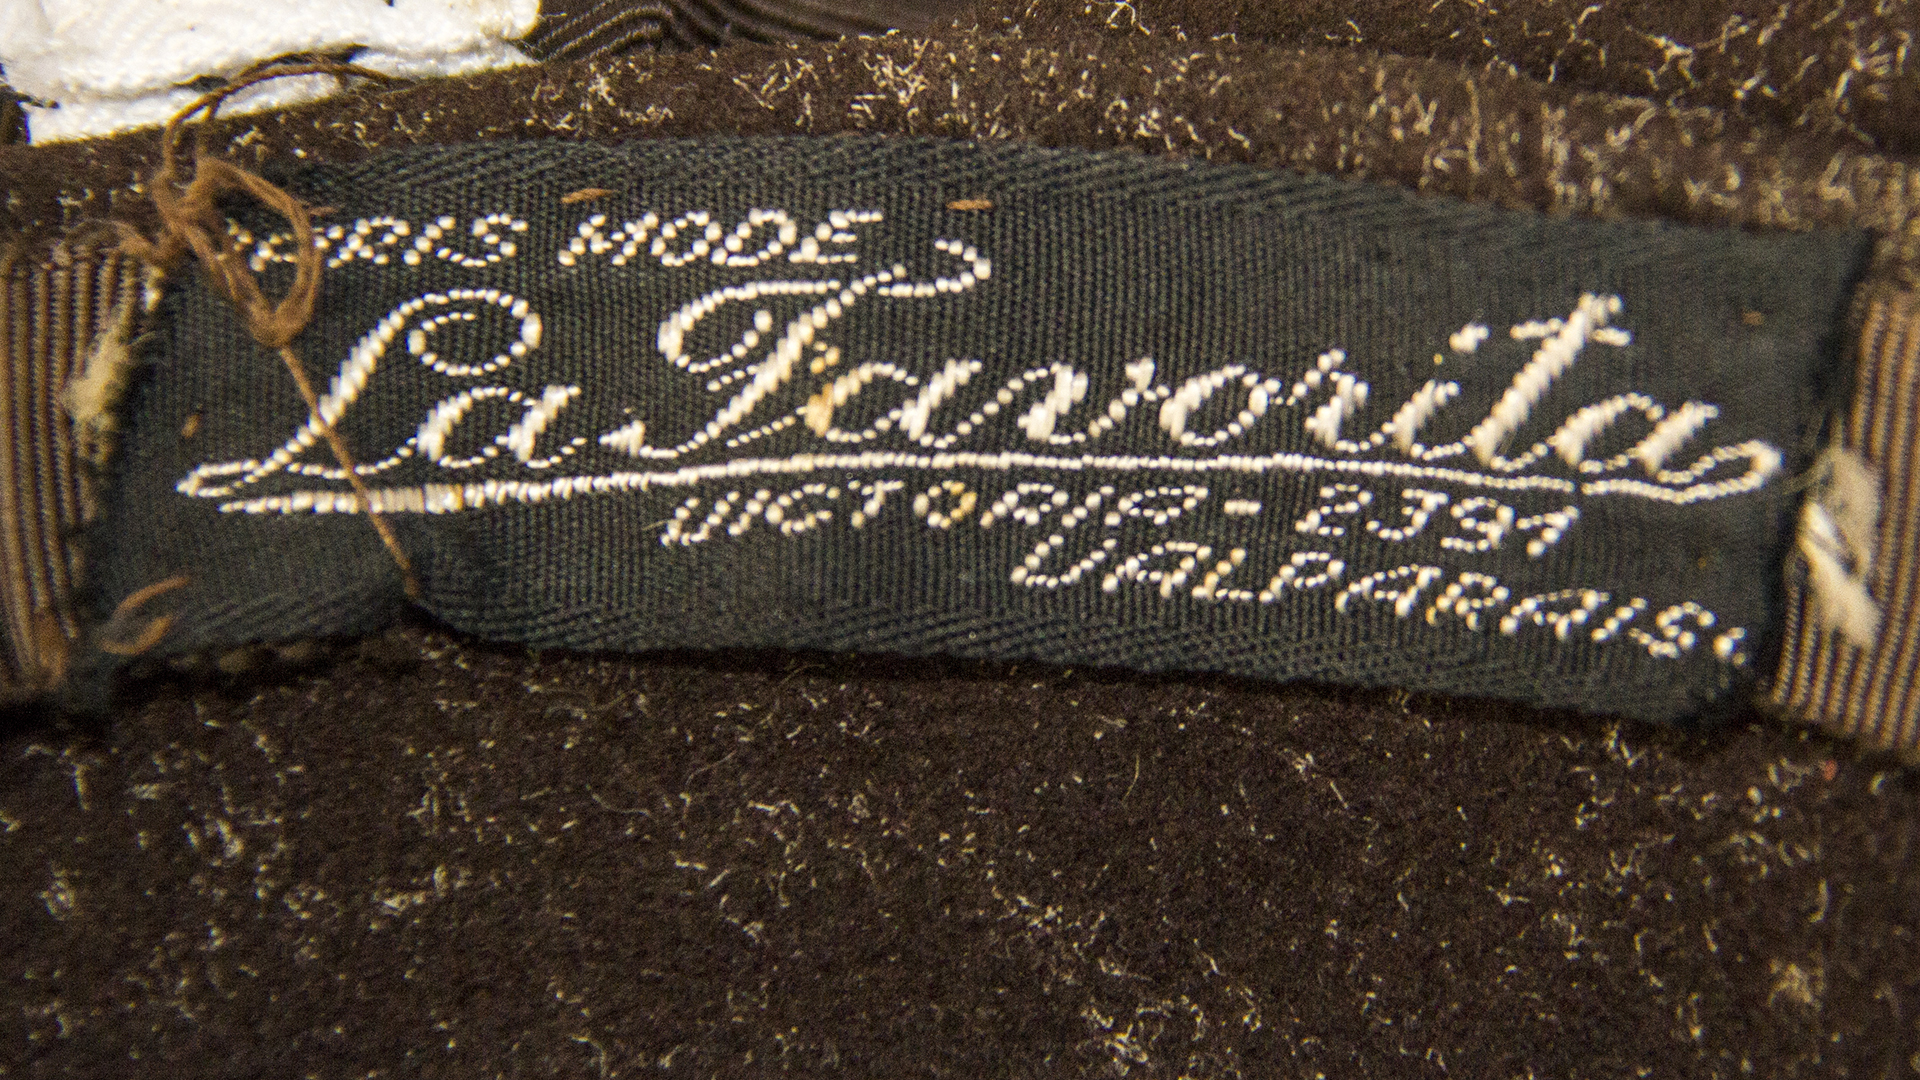 PARIS MODE
La Favorita
VICTORIA - 2391
VALPARAISO